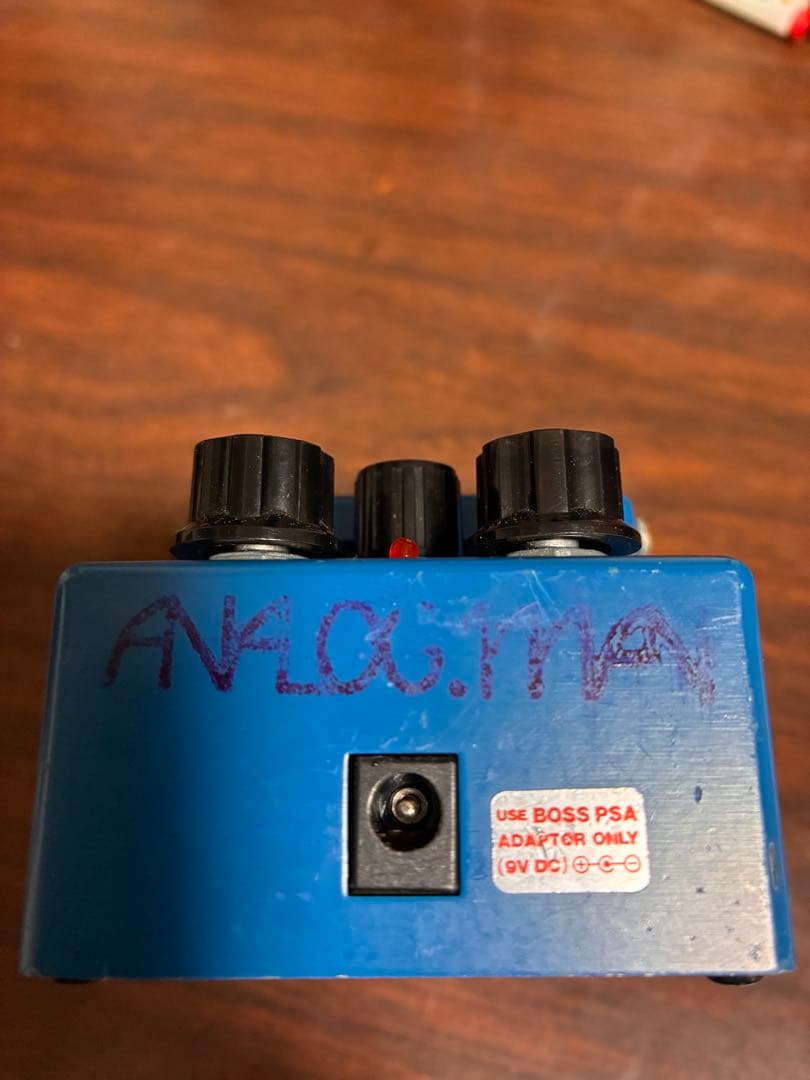 ANALOG.MAN
USE BOSS PSA
ADAPTOR ONLY
(9V DC)